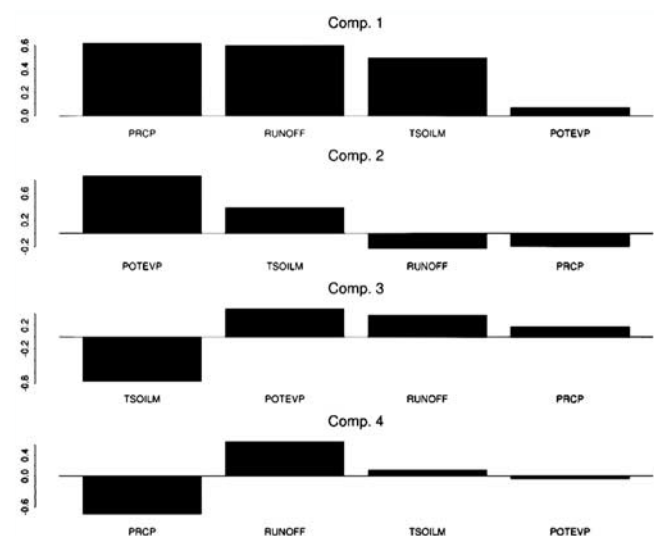 Comp. 1
0.6
0.4
0.2
0.0
PRCP RUNOFF TSOILM POTEVP
Comp. 2
0.6
0.2
-0.2
POTEVP TSOILM RUNOFF PRCP
Comp. 3
0.2
-0.2
-0.8
TSOILM POTEVP RUNOFF PRCP
Comp. 4
0.4
0.0
-0.6
PRCP RUNOFF TSOILM POTEVP